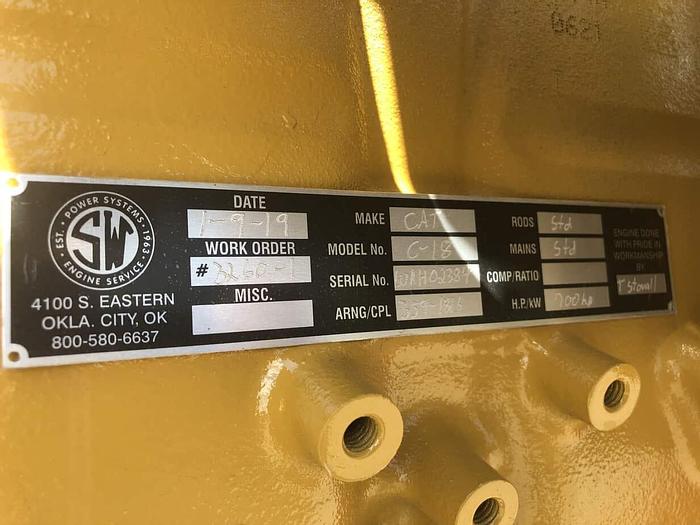 0621
POWER SYSTEMS
EST. 1963
SW
ENGINE SERVICE
4100 S. EASTERN
OKLA. CITY, OK
800-580-6637
DATE
1-9-19
WORK ORDER
# 3260-1
MISC.
MAKE CAT
MODEL No. C-18
SERIAL No.
ARNG/CPL
RODS Std
MAINS Std
COMP/RATIO
H.P./KW 700hp
ENGINE DONE
WITH PRIDE IN
WORKMANSHIP
BY
T Stovall